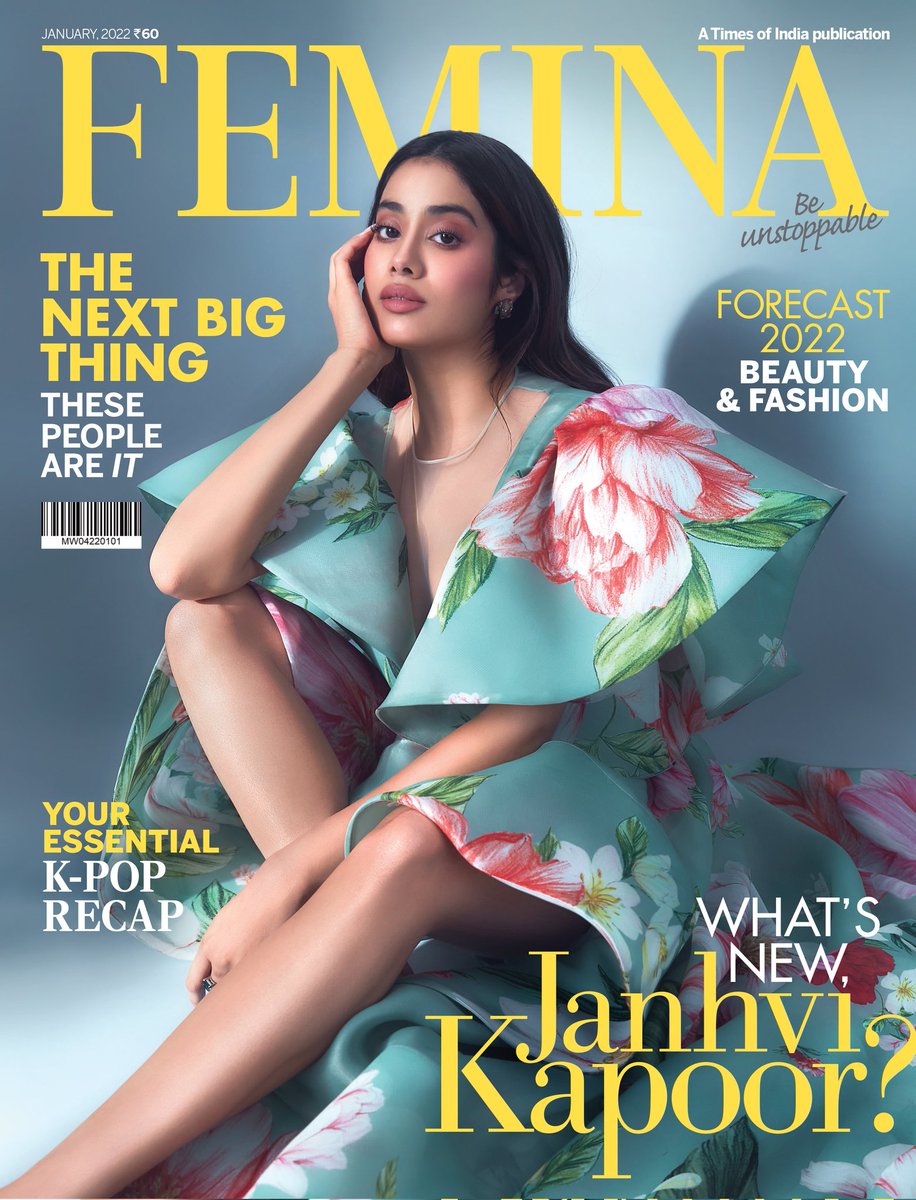 JANUARY, 2022 ₹60
A Times of India publication
FEMINA
Be
unstoppable
THE
NEXT BIG
THING
THESE
PEOPLE
ARE IT
FORECAST
2022
BEAUTY
& FASHION
MW04220101
YOUR
ESSENTIAL
K-POP
RECAP
WHAT'S
NEW,
Janhvi
Kapoor?